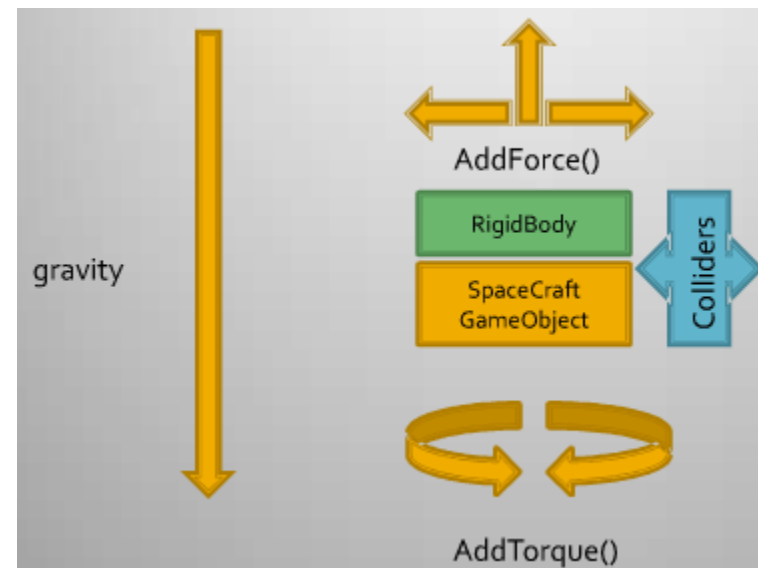 AddForce()
RigidBody
gravity
SpaceCraft
GameObject
Colliders
AddTorque()